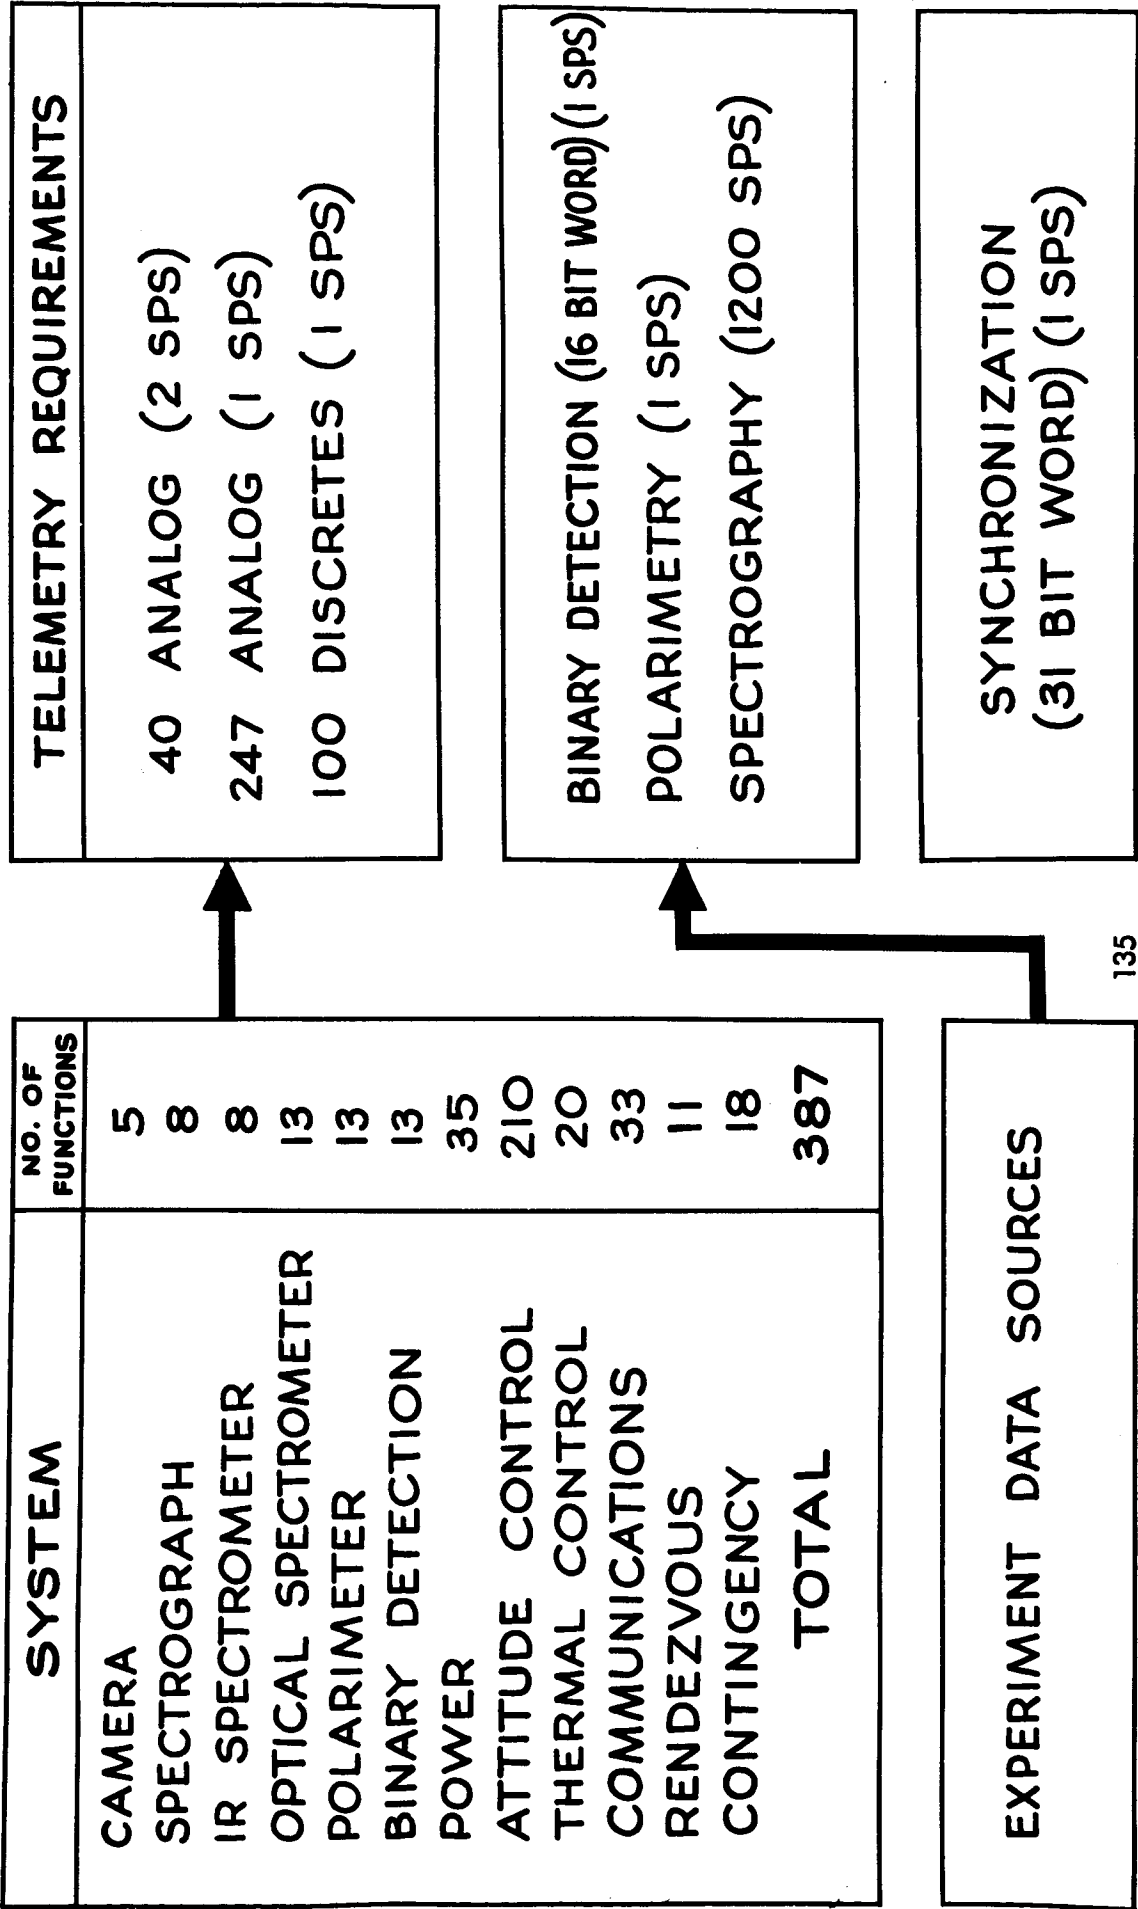 SYSTEM
NO. OF
FUNCTIONS
CAMERA 5
SPECTROGRAPH 8
IR SPECTROMETER 8
OPTICAL SPECTROMETER 13
POLARIMETER 13
BINARY DETECTION 13
POWER 35
ATTITUDE CONTROL 210
THERMAL CONTROL 20
COMMUNICATIONS 33
RENDEZVOUS 11
CONTINGENCY 18
TOTAL 387
EXPERIMENT DATA SOURCES
TELEMETRY REQUIREMENTS
40 ANALOG (2 SPS)
247 ANALOG (1 SPS)
100 DISCRETES (1 SPS)
BINARY DETECTION (16 BIT WORD) (1 SPS)
POLARIMETRY (1 SPS)
SPECTROGRAPHY (1200 SPS)
SYNCHRONIZATION
(31 BIT WORD) (1 SPS)
135